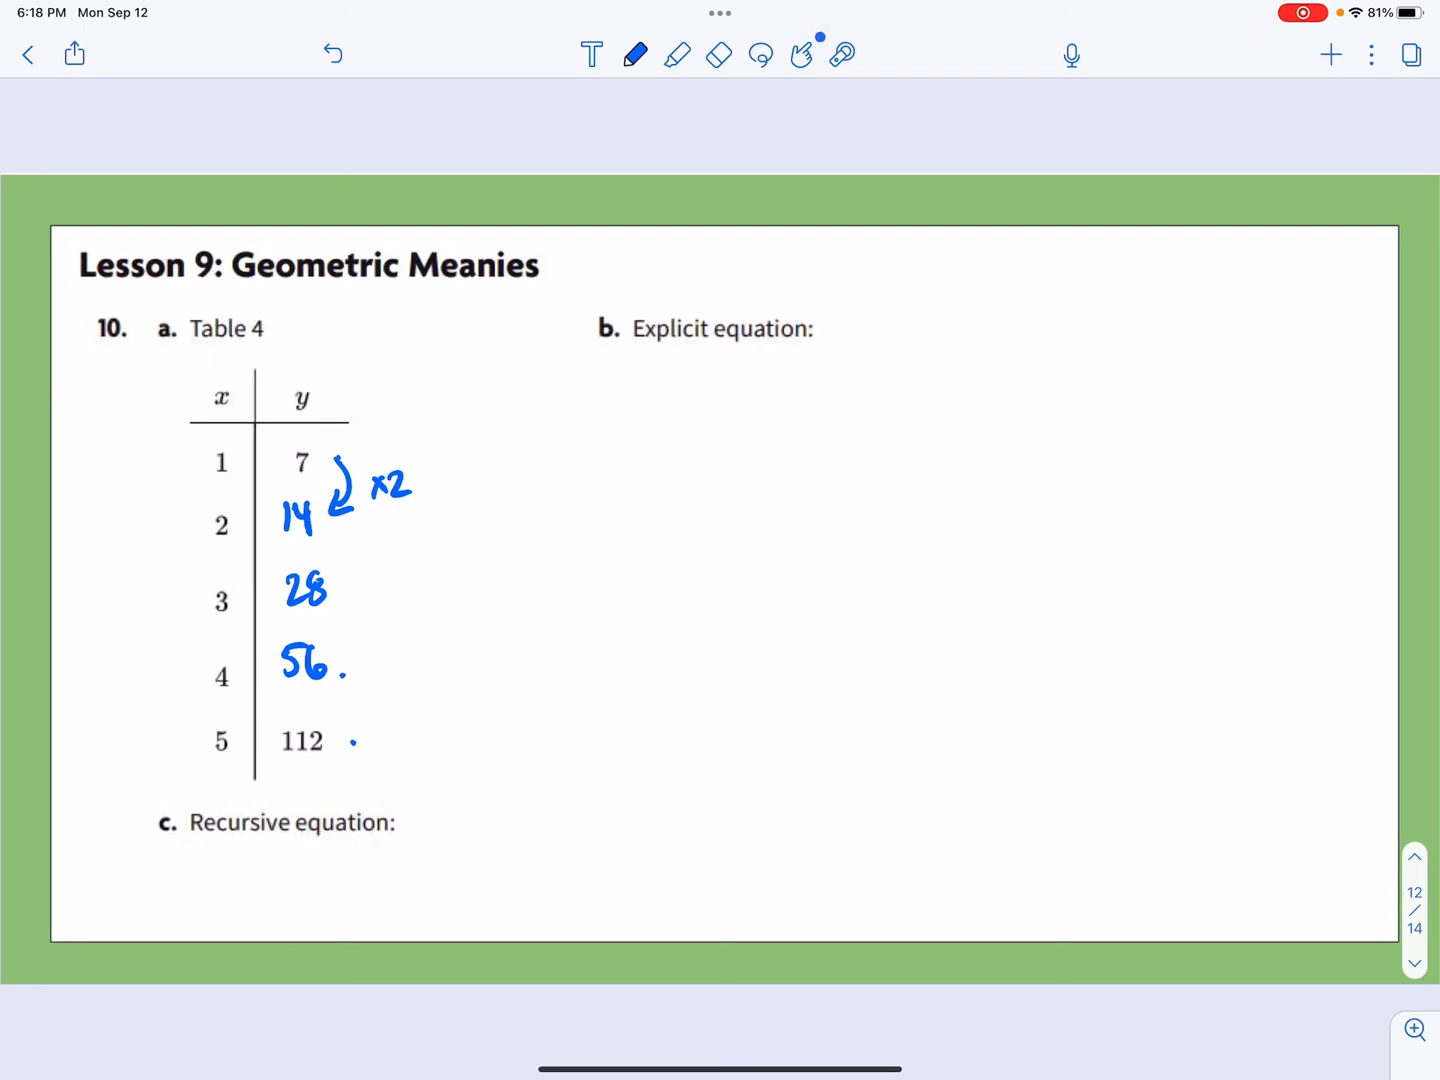 6:18 PM Mon Sep 12
81%
Lesson 9: Geometric Meanies
10. a. Table 4
b. Explicit equation:
x y
1 7
x2
2 14
3 28
4 56
5 112
c. Recursive equation:
12
/
14